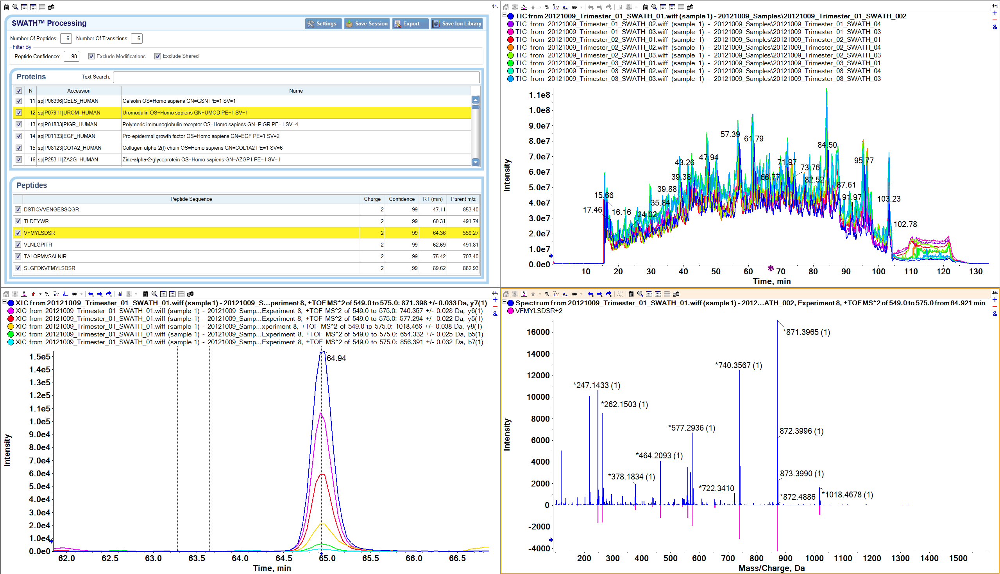 SWATH™ Processing
Settings
Save Session
Export
Save Ion Library
Number Of Peptides: 6 Number Of Transitions: 6
Filter By
Peptide Confidence: 98 Exclude Modifications Exclude Shared
Proteins Text Search:
N Accession Name
11 sp|P06396|GELS_HUMAN Gelsolin OS=Homo sapiens GN=GSN PE=1 SV=1
12 sp|P07911|UROM_HUMAN Uromodulin OS=Homo sapiens GN=UMOD PE=1 SV=1
13 sp|P01833|PIGR_HUMAN Polymeric immunoglobulin receptor OS=Homo sapiens GN=PIGR PE=1 SV=4
14 sp|P01133|EGF_HUMAN Pro-epidermal growth factor OS=Homo sapiens GN=EGF PE=1 SV=2
15 sp|P08123|CO1A2_HUMAN Collagen alpha-2(I) chain OS=Homo sapiens GN=COL1A2 PE=1 SV=6
16 sp|P25311|ZA2G_HUMAN Zinc-alpha-2-glycoprotein OS=Homo sapiens GN=AZGP1 PE=1 SV=1
Peptides
Peptide Sequence Charge Confidence RT (min) Parent m/z
DSTIQVVENGESSQGR 2 99 47.11 853.40
TLDEYWR 2 99 60.31 491.74
VFMYLSDSR 2 99 64.36 559.27
VLNLGPITR 2 99 62.69 491.81
TALQPMVSALNIR 2 99 75.42 707.40
SLGFDKVFMYLSDSR 2 99 89.62 882.93
TIC from 20121009_Trimester_01_SWATH_01.wiff (sample 1) - 20121009_Samples\20121009_Trimester_01_SWATH_002
TIC from 20121009_Trimester_01_SWATH_02.wiff (sample 1) - 20121009_Samples\20121009_Trimester_01_SWATH_04
TIC from 20121009_Trimester_01_SWATH_03.wiff (sample 1) - 20121009_Samples\20121009_Trimester_01_SWATH_03
TIC from 20121009_Trimester_02_SWATH_01.wiff (sample 1) - 20121009_Samples\20121009_Trimester_02_SWATH_01
TIC from 20121009_Trimester_02_SWATH_02.wiff (sample 1) - 20121009_Samples\20121009_Trimester_02_SWATH_04
TIC from 20121009_Trimester_02_SWATH_03.wiff (sample 1) - 20121009_Samples\20121009_Trimester_02_SWATH_03
TIC from 20121009_Trimester_03_SWATH_01.wiff (sample 1) - 20121009_Samples\20121009_Trimester_03_SWATH_01
TIC from 20121009_Trimester_03_SWATH_02.wiff (sample 1) - 20121009_Samples\20121009_Trimester_03_SWATH_04
TIC from 20121009_Trimester_03_SWATH_03.wiff (sample 1) - 20121009_Samples\20121009_Trimester_03_SWATH_03
Intensity
1.1e8
1.0e8
9.0e7
8.0e7
7.0e7
6.0e7
5.0e7
4.0e7
3.0e7
2.0e7
1.0e7
0.0e0
57.39
61.79
84.50
47.94
43.26
71.97
95.77
73.76
39.38
66.77
82.52
87.61
39.88
15.66
91.97
103.23
35.84
17.46
16.16
24.02
102.78
10 20 30 40 50 60 70 80 90 100 110 120 130
Time, min
XIC from 20121009_Trimester_01_SWATH_01.wiff (sample 1) - 20121009_S...periment 8, +TOF MS^2 of 549.0 to 575.0: 871.398 +/- 0.033 Da, y7(1)
XIC from 20121009_Trimester_01_SWATH_01.wiff (sample 1) - 20121009_Samp...Experiment 8, +TOF MS^2 of 549.0 to 575.0: 740.357 +/- 0.028 Da, y6(1)
XIC from 20121009_Trimester_01_SWATH_01.wiff (sample 1) - 20121009_Samp...Experiment 8, +TOF MS^2 of 549.0 to 575.0: 577.294 +/- 0.022 Da, y5(1)
XIC from 20121009_Trimester_01_SWATH_01.wiff (sample 1) - 20121009_Samp...xperiment 8, +TOF MS^2 of 549.0 to 575.0: 1018.466 +/- 0.038 Da, y8(1)
XIC from 20121009_Trimester_01_SWATH_01.wiff (sample 1) - 20121009_Samp...Experiment 8, +TOF MS^2 of 549.0 to 575.0: 654.332 +/- 0.025 Da, b5(1)
XIC from 20121009_Trimester_01_SWATH_01.wiff (sample 1) - 20121009_Samp...Experiment 8, +TOF MS^2 of 549.0 to 575.0: 856.391 +/- 0.032 Da, b7(1)
Intensity
1.5e5
1.4e5
1.3e5
1.2e5
1.1e5
1.0e5
9.0e4
8.0e4
7.0e4
6.0e4
5.0e4
4.0e4
3.0e4
2.0e4
1.0e4
0.0e0
64.94
62.0 62.5 63.0 63.5 64.0 64.5 65.0 65.5 66.0 66.5
Time, min
Spectrum from 20121009_Trimester_01_SWATH_01.wiff (sample 1) - 2012...ATH_002, Experiment 8, +TOF MS^2 of 549.0 to 575.0 from 64.921 min
VFMYLSDSR+2
Intensity
16000
14000
12000
10000
8000
6000
4000
2000
0
-2000
-4000
*871.3965 (1)
*740.3567 (1)
*247.1433 (1)
*262.1503 (1)
*577.2936 (1)
872.3996 (1)
*464.2093 (1)
*378.1834 (1)
873.3990 (1)
*722.3410
*872.4886
*1018.4678 (1)
200 300 400 500 600 700 800 900 1000 1100 1200 1300 1400 1500
Mass/Charge, Da